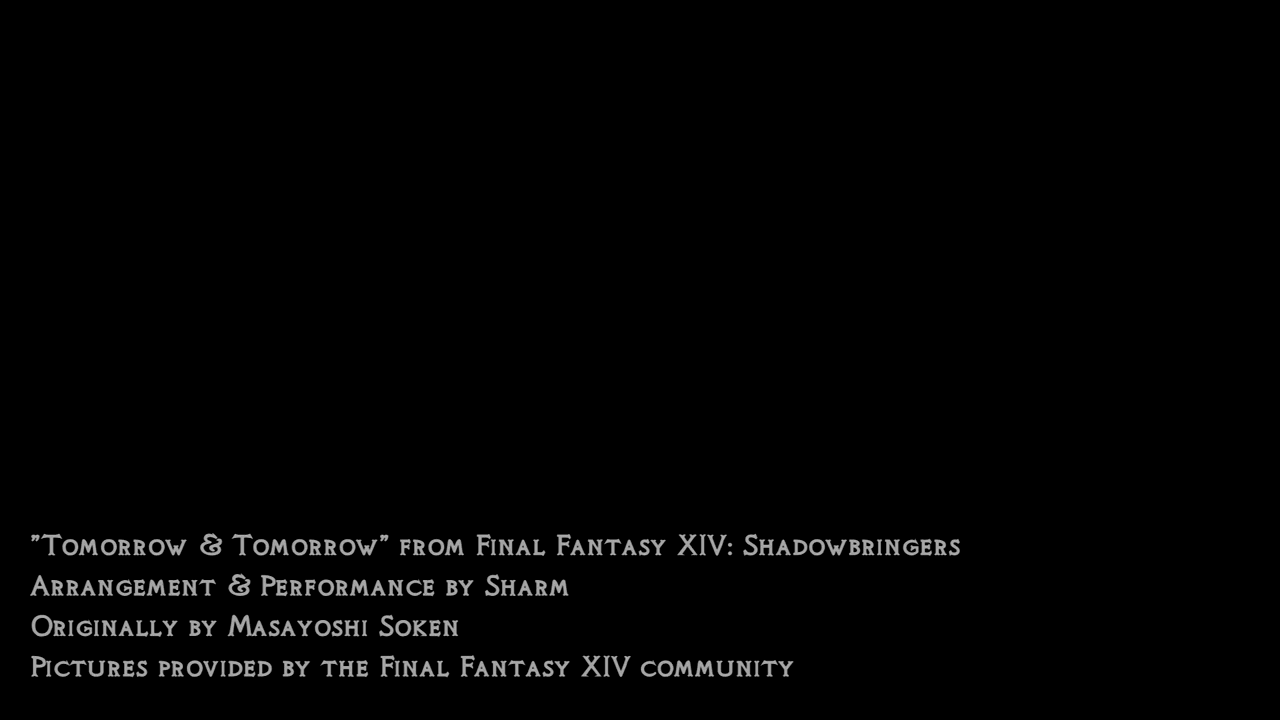 "Tomorrow & Tomorrow" from Final Fantasy XIV: Shadowbringers
Arrangement & Performance by Sharm
Originally by Masayoshi Soken
Pictures provided by the Final Fantasy XIV community